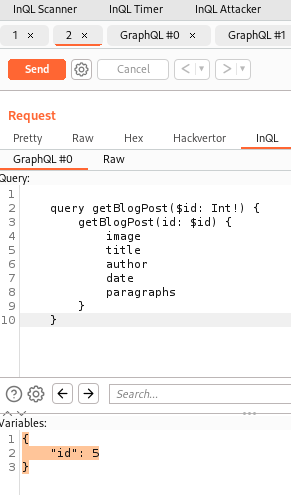 InQL Scanner InQL Timer InQL Attacker
1 × 2 × GraphQL #0 × GraphQL #1
Send Cancel < >
Request
Pretty Raw Hex Hackvertor InQL
GraphQL #0 Raw
Query:
1
2 query getBlogPost($id: Int!) {
3 getBlogPost(id: $id) {
4 image
5 title
6 author
7 date
8 paragraphs
9 }
10 }
Search...
Variables:
1 {
2 "id": 5
3 }